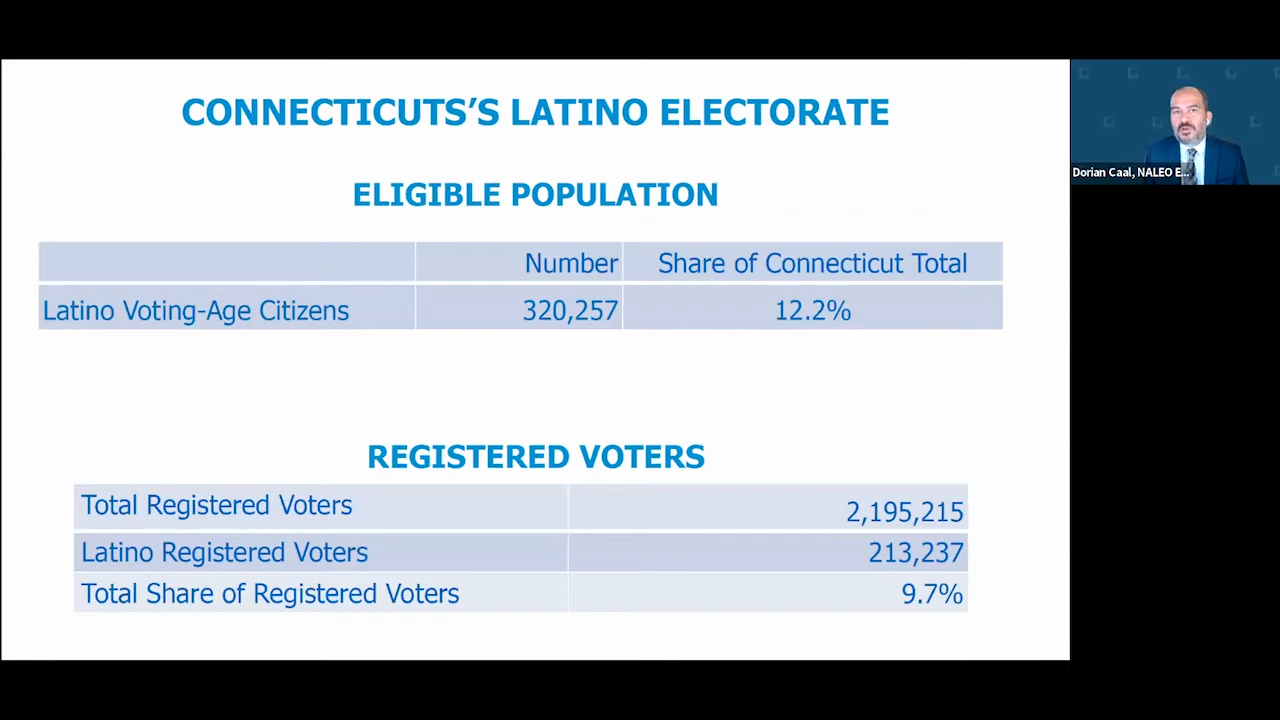 CONNECTICUTS’S LATINO ELECTORATE
ELIGIBLE POPULATION
Number Share of Connecticut Total
Latino Voting-Age Citizens 320,257 12.2%
REGISTERED VOTERS
Total Registered Voters 2,195,215
Latino Registered Voters 213,237
Total Share of Registered Voters 9.7%
Dorian Caal, NALEO E...